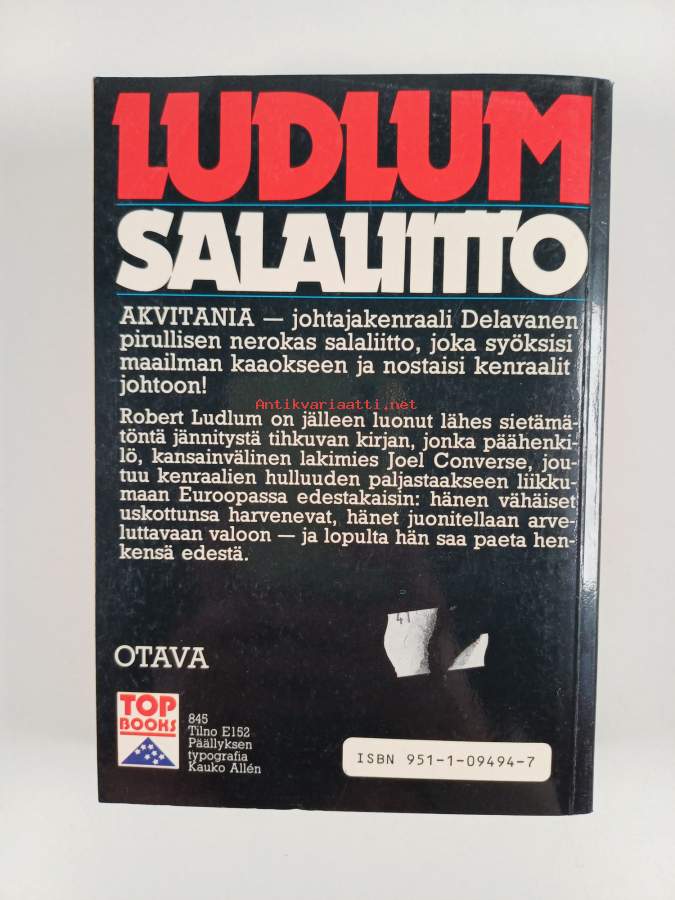 LUDLUM
SALALIITTO
AKVITANIA — johtajakenraali Delavanen
pirullisen nerokas salaliitto, joka syöksisi
maailman kaaokseen ja nostaisi kenraalit
johtoon!
Antikvariaatti.net
Robert Ludlum on jälleen luonut lähes sietämä-
töntä jännitystä tihkuvan kirjan, jonka päähenki-
lö, kansainvälinen lakimies Joel Converse, jou-
tuu kenraalien hulluuden paljastaakseen liikku-
maan Euroopassa edestakaisin: hänen vähäiset
uskottunsa harvenevat, hänet juonitellaan arve-
luttavaan valoon — ja lopulta hän saa paeta hen-
kensä edestä.
OTAVA
TOP
BOOKS
845
Tilno E152
Päällyksen
typografia
Kauko Allén
ISBN 951-1-09494-7